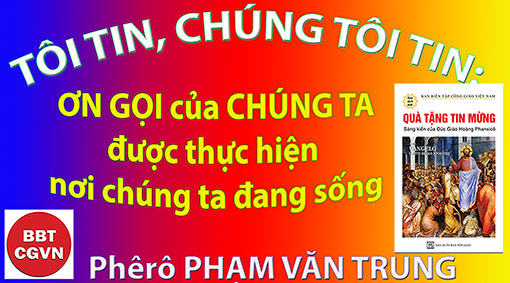 TÔI TIN, CHÚNG TÔI TIN:
ƠN GỌI của CHÚNG TA
được thực hiện
nơi chúng ta đang sống
BAN BIÊN TẬP CÔNG GIÁO VIỆT NAM
QUÀ TẶNG TIN MỪNG
Sáng kiến của Đức Giáo Hoàng Phanxicô
VANGELO
BBT
CGVN
Phêrô PHẠM VĂN TRUNG